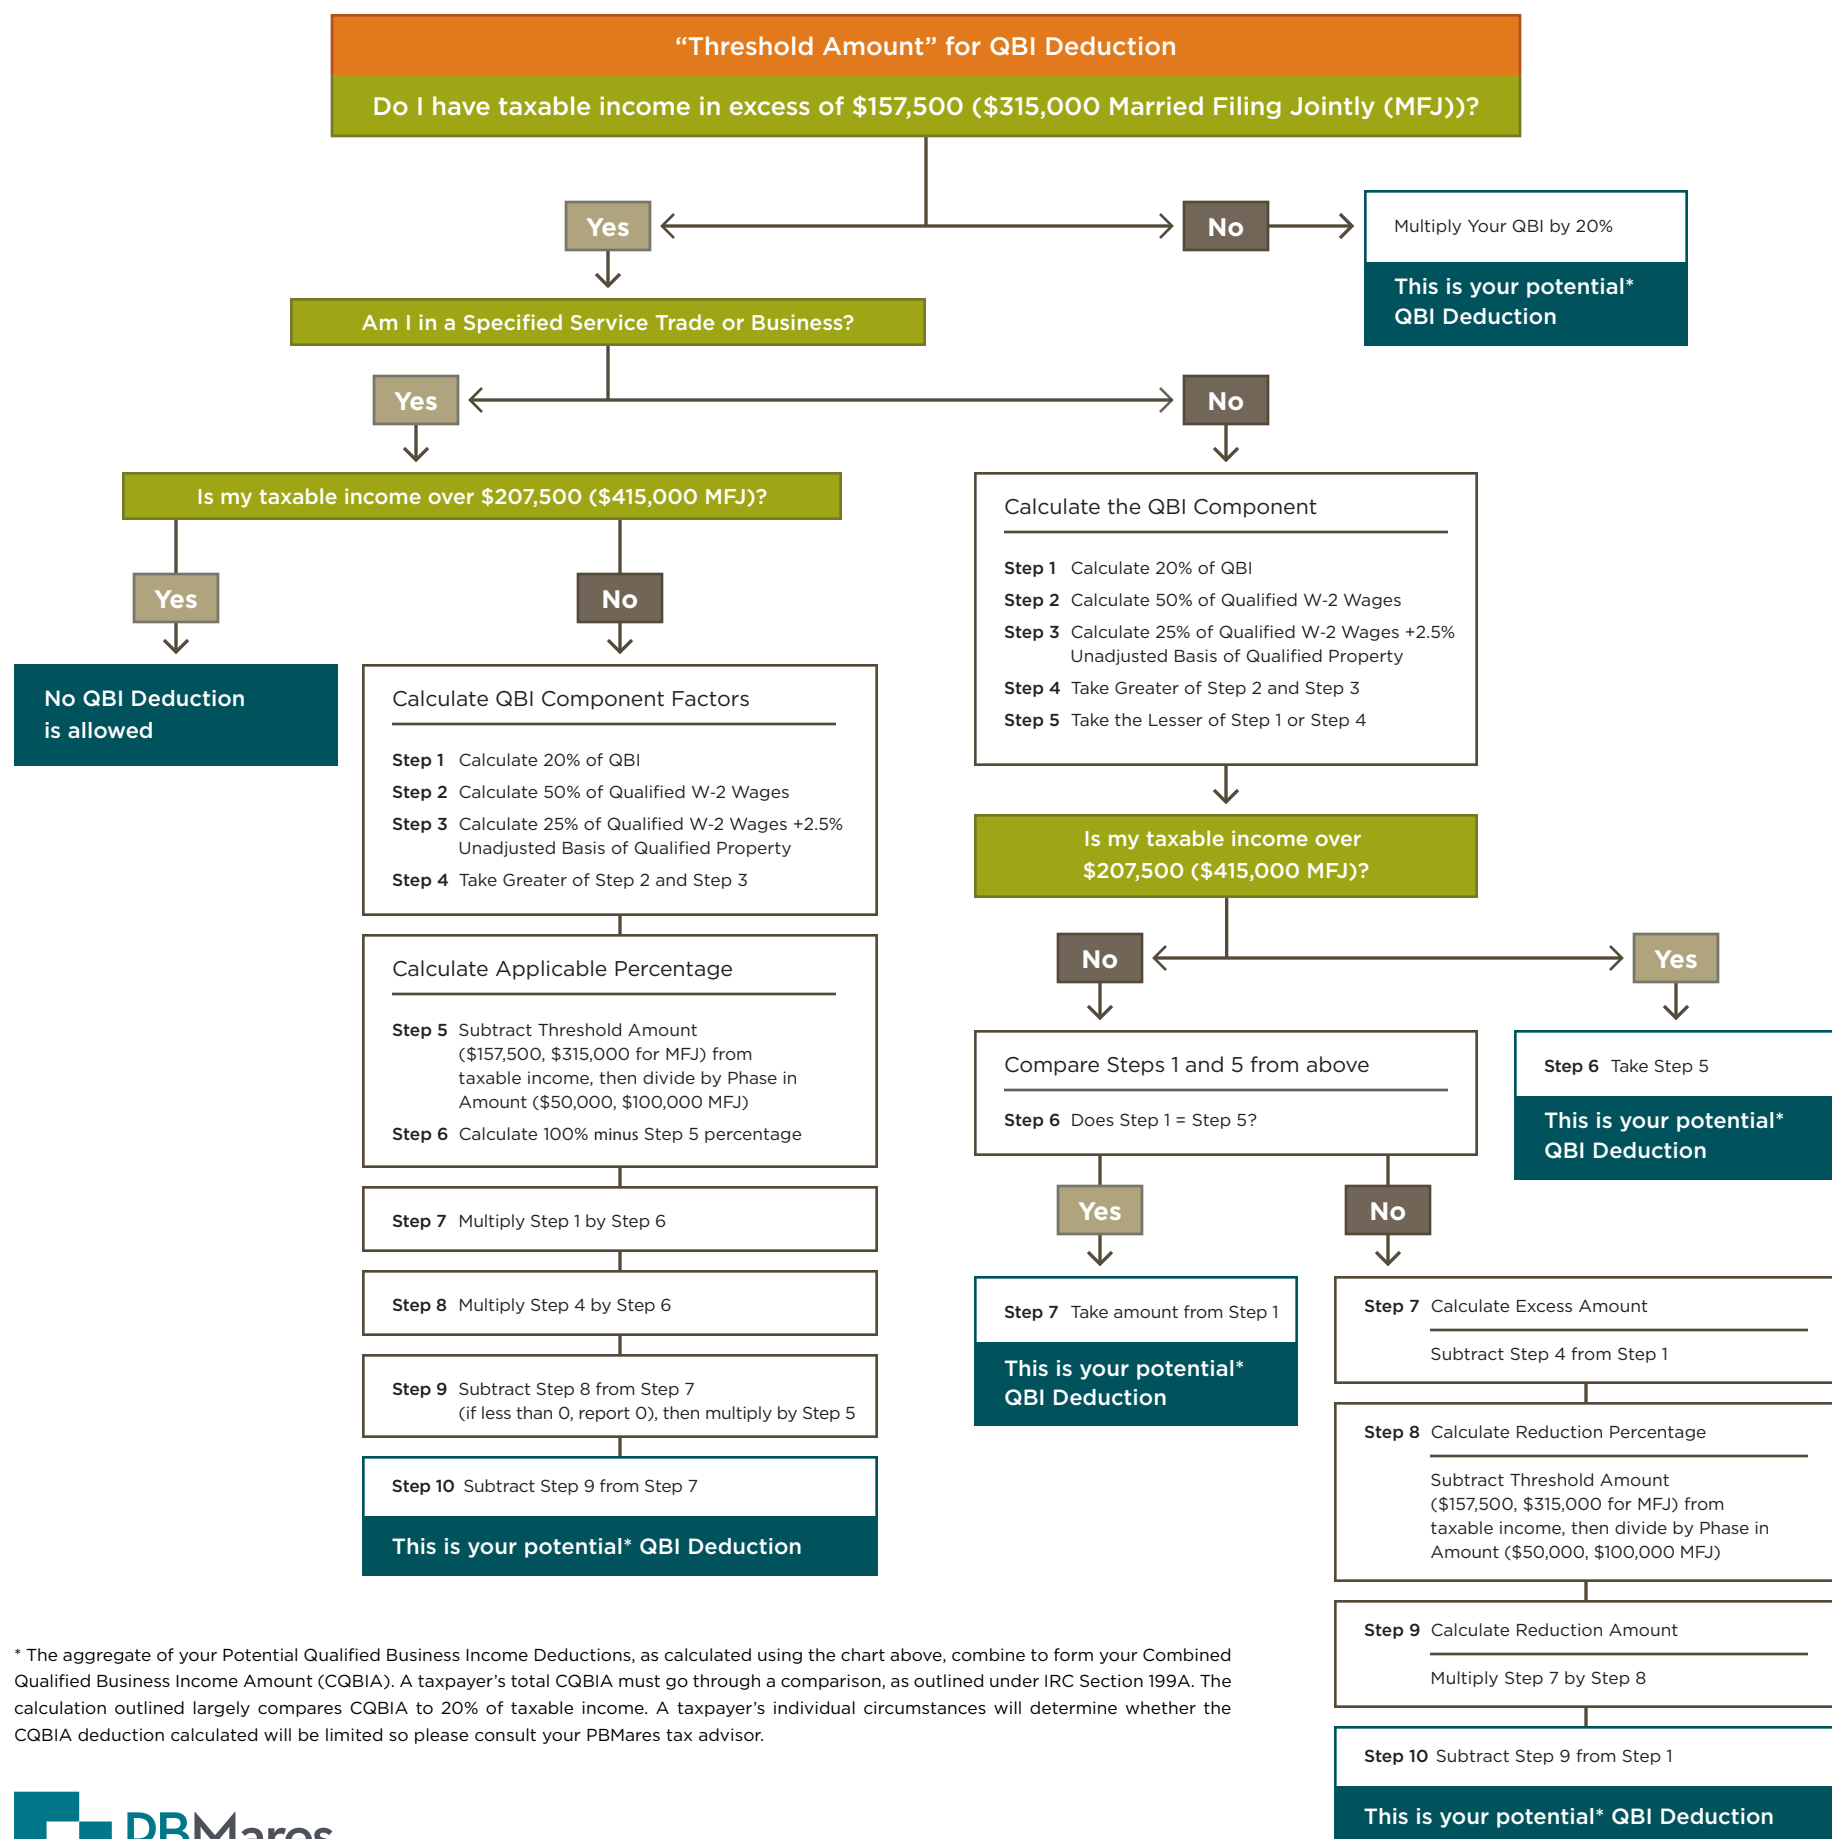 “Threshold Amount” for QBI Deduction
Do I have taxable income in excess of $157,500 ($315,000 Married Filing Jointly (MFJ))?
Yes
No
Multiply Your QBI by 20%
This is your potential*
QBI Deduction
Am I in a Specified Service Trade or Business?
Yes
No
Is my taxable income over $207,500 ($415,000 MFJ)?
Yes
No
No QBI Deduction
is allowed
Calculate QBI Component Factors
Step 1 Calculate 20% of QBI
Step 2 Calculate 50% of Qualified W-2 Wages
Step 3 Calculate 25% of Qualified W-2 Wages +2.5%
Unadjusted Basis of Qualified Property
Step 4 Take Greater of Step 2 and Step 3
Calculate Applicable Percentage
Step 5 Subtract Threshold Amount
($157,500, $315,000 for MFJ) from
taxable income, then divide by Phase in
Amount ($50,000, $100,000 MFJ)
Step 6 Calculate 100% minus Step 5 percentage
Step 7 Multiply Step 1 by Step 6
Step 8 Multiply Step 4 by Step 6
Step 9 Subtract Step 8 from Step 7
(if less than 0, report 0), then multiply by Step 5
Step 10 Subtract Step 9 from Step 7
This is your potential* QBI Deduction
Calculate the QBI Component
Step 1 Calculate 20% of QBI
Step 2 Calculate 50% of Qualified W-2 Wages
Step 3 Calculate 25% of Qualified W-2 Wages +2.5%
Unadjusted Basis of Qualified Property
Step 4 Take Greater of Step 2 and Step 3
Step 5 Take the Lesser of Step 1 or Step 4
Is my taxable income over
$207,500 ($415,000 MFJ)?
No
Yes
Compare Steps 1 and 5 from above
Step 6 Does Step 1 = Step 5?
Step 6 Take Step 5
This is your potential*
QBI Deduction
Yes
No
Step 7 Take amount from Step 1
This is your potential*
QBI Deduction
Step 7 Calculate Excess Amount
Subtract Step 4 from Step 1
Step 8 Calculate Reduction Percentage
Subtract Threshold Amount
($157,500, $315,000 for MFJ) from
taxable income, then divide by Phase in
Amount ($50,000, $100,000 MFJ)
Step 9 Calculate Reduction Amount
Multiply Step 7 by Step 8
Step 10 Subtract Step 9 from Step 1
This is your potential* QBI Deduction
* The aggregate of your Potential Qualified Business Income Deductions, as calculated using the chart above, combine to form your Combined
Qualified Business Income Amount (CQBIA). A taxpayer’s total CQBIA must go through a comparison, as outlined under IRC Section 199A. The
calculation outlined largely compares CQBIA to 20% of taxable income. A taxpayer’s individual circumstances will determine whether the
CQBIA deduction calculated will be limited so please consult your PBMares tax advisor.
PBMares